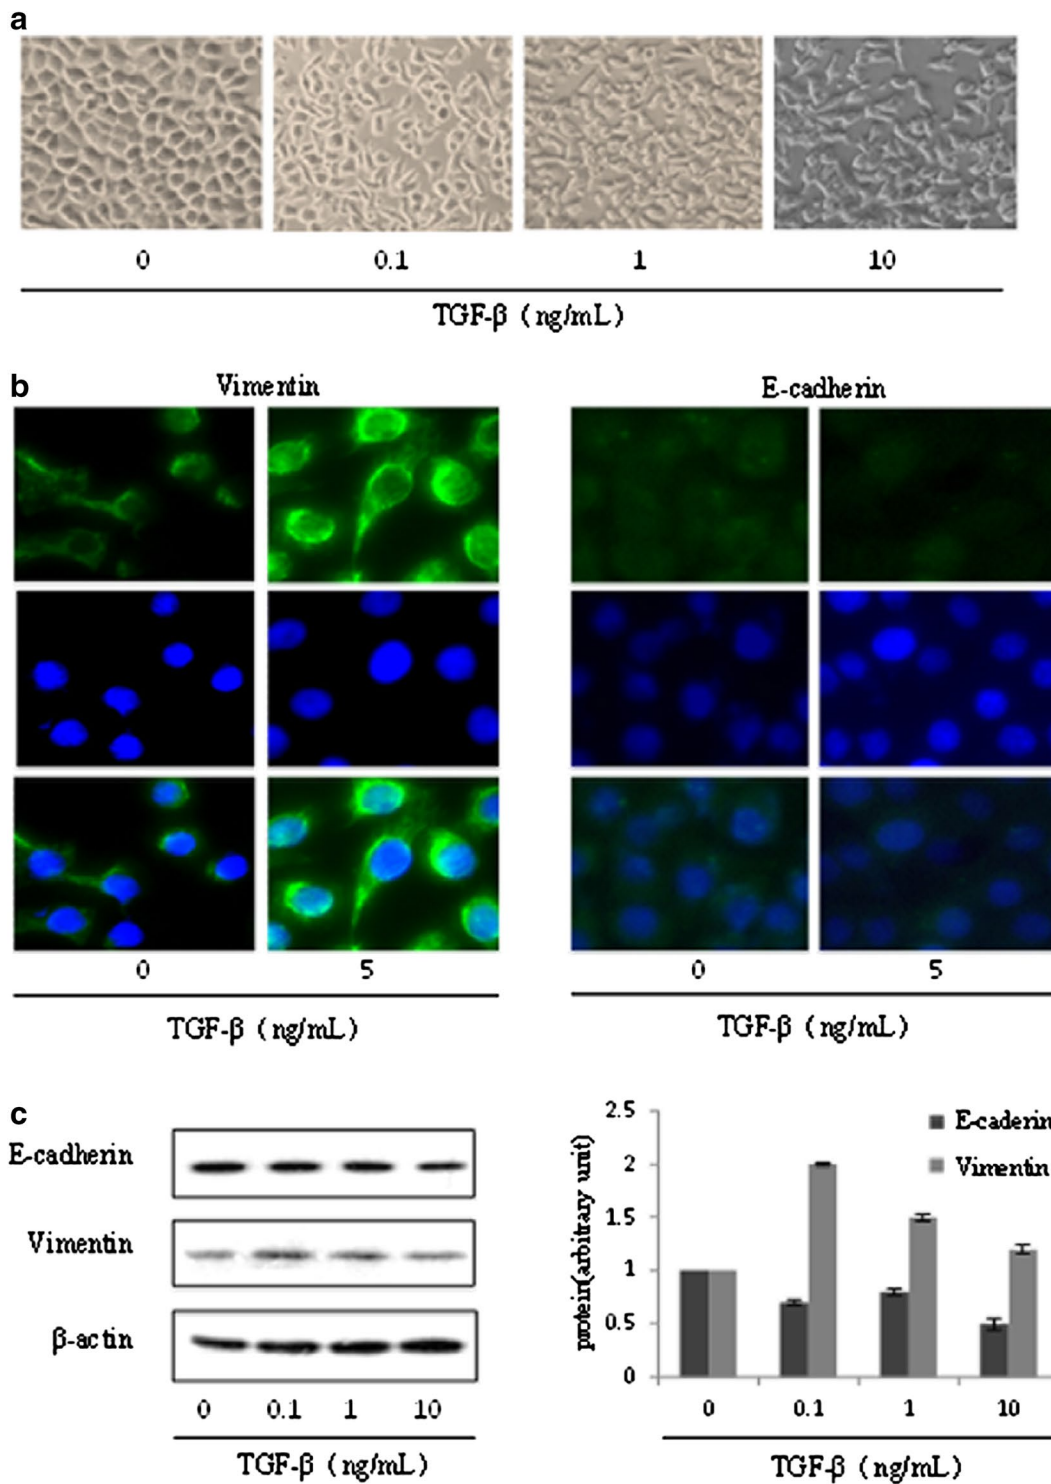 a
0 0.1 1 10
TGF-β ( ng/mL)
b
Vimentin E-cadherin
0 5 0 5
TGF-β ( ng/mL) TGF-β ( ng/mL)
c
E-cadherin
Vimentin
β-actin
0 0.1 1 10
TGF-β ( ng/mL)
protein(arbitrary unit)
2.5
2
1.5
1
0.5
0
E-caderin
Vimentin
0 0.1 1 10
TGF-β ( ng/mL)